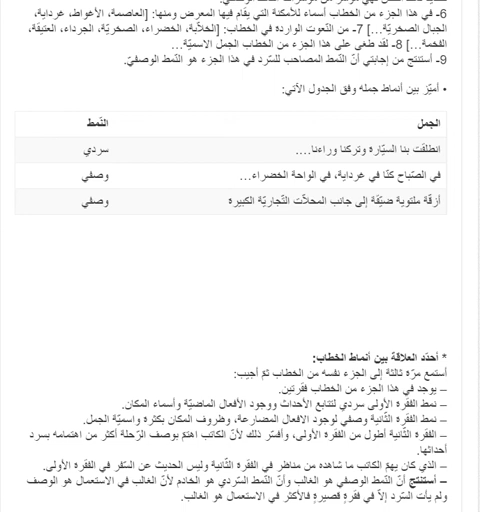 6- في هذا الجزء من الخطاب أسماء للأمكنة التي يقام فيها المعرض ومنها: [العاصمة، الأغواط، غرداية،
الجبال الصخريّة…] 7- من النّعوت الواردة في الخطاب: [الخلّابة، الخضراء، الصخريّة، الجرداء، العتيقة،
الفخمة…] 8- لقد طغى على هذا الجزء من الخطاب الجمل الاسميّة…
9- أستنتج من إجابتي أنّ النّمط المصاحب للسّرد في هذا الجزء هو النّمط الوصفيّ.
• أميّز بين أنماط جمله وفق الجدول الآتي:
الجمل النّمط
انطلقت بنا السيّارة وتركنا وراءنا…. سردي
في الصّباح كنّا في غرداية، في الواحة الخضراء… وصفي
أزقّة ملتوية ضيّقة إلى جانب المحلاّت التّجاريّة الكبيرة وصفي
* أحدّد العلاقة بين أنماط الخطاب:
أستمع مرّة ثالثة إلى الجزء نفسه من الخطاب ثمّ أجيب:
– يوجد في هذا الجزء من الخطاب فقرتين.
– نمط الفقرة الأولى سردي لتتابع الأحداث ووجود الأفعال الماضيّة وأسماء المكان.
– نمط الفقرة الثّانية وصفي لوجود الافعال المضارعة، وظروف المكان بكثرة واسميّة الجمل.
– الفقرة الثّانية أطول من الفقرة الأولى، وأفسّر ذلك لأنّ الكاتب اهتمّ بوصف الرّحلة أكثر من اهتمامه بسرد
أحداثها.
– الذي كان يهمّ الكاتب ما شاهده من مناظر في الفقرة الثّانية وليس الحديث عن السّفر في الفقرة الأولى.
– أستنتج أنّ النّمط الوصفي هو الغالب وأنّ النّمط السّردي هو الخادم لأنّ الغالب في الاستعمال هو الوصف
ولم يأت السّرد إلاّ في فقرة قصيرة فالأكثر في الاستعمال هو الغالب.